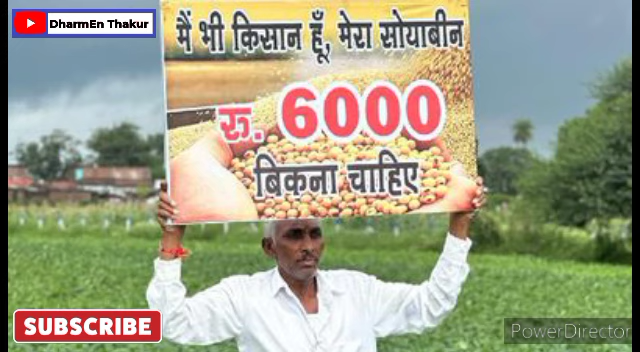 DharmEn Thakur
मैं भी किसान हूँ, मेरा सोयाबीन
रु. 6000
बिकना चाहिए
SUBSCRIBE
PowerDirector